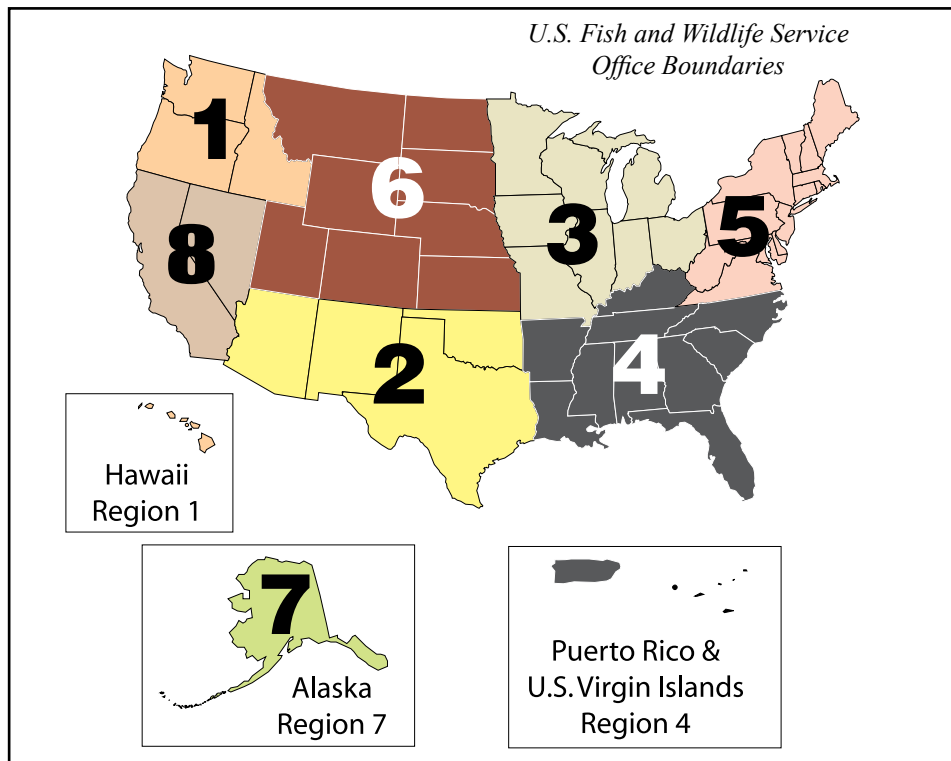 U.S. Fish and Wildlife Service
Office Boundaries
1
6
8
3
5
2
4
Hawaii
Region 1
7
Alaska
Region 7
Puerto Rico &
U.S. Virgin Islands
Region 4